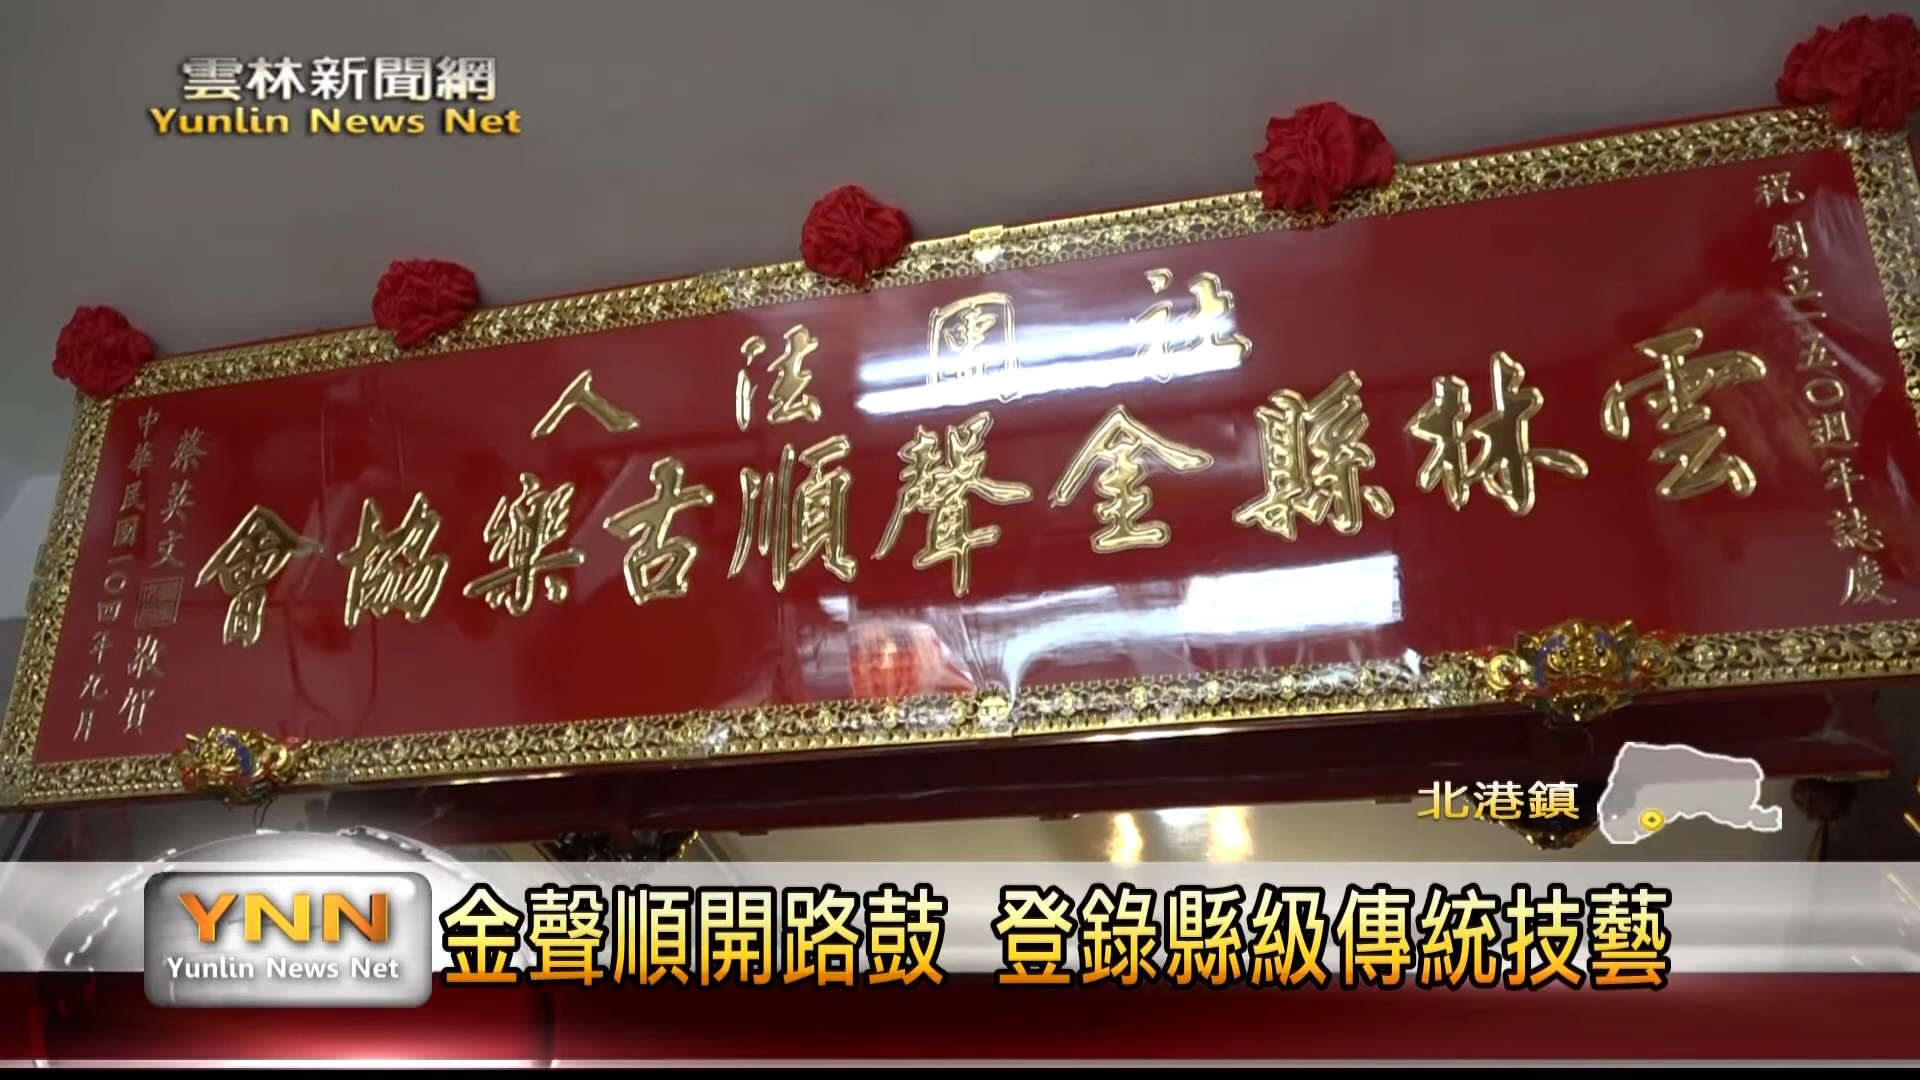 雲林新聞網
Yunlin News Net
祝創立一五〇週年誌慶
社團法人
雲林縣金聲順古樂協會
蔡英文 敬賀
中華民國一〇四年九月
北港鎮
YNN
Yunlin News Net
金聲順開路鼓 登錄縣級傳統技藝